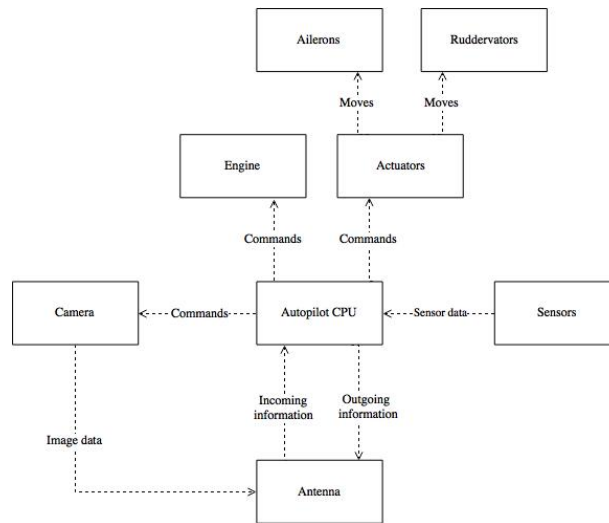 Ailerons
Ruddervators
Moves
Moves
Engine
Actuators
Commands
Commands
Camera
Commands
Autopilot CPU
Sensor data
Sensors
Incoming
information
Outgoing
information
Image data
Antenna